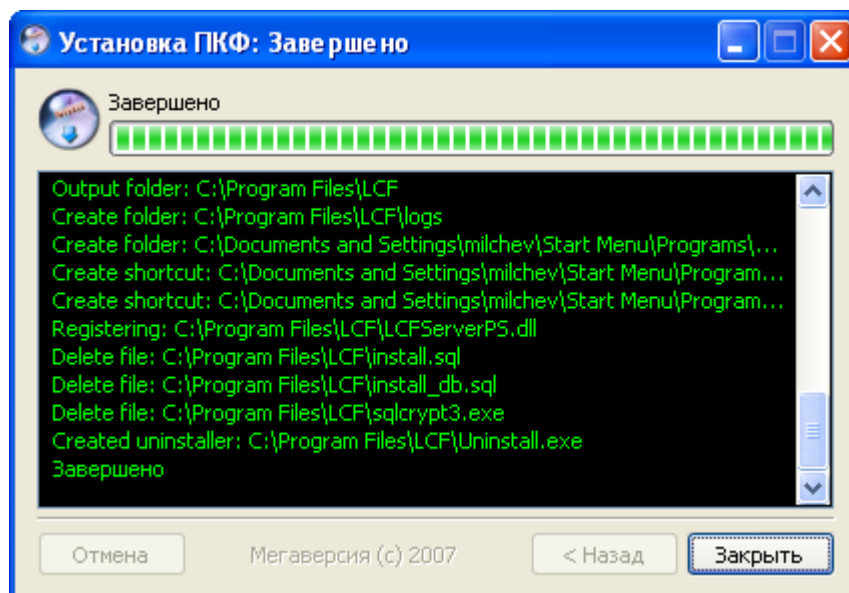 Установка ПКФ: Завершено
Завершено
Output folder: C:\Program Files\LCF
Create folder: C:\Program Files\LCF\logs
Create folder: C:\Documents and Settings\milchev\Start Menu\Programs\...
Create shortcut: C:\Documents and Settings\milchev\Start Menu\Program...
Create shortcut: C:\Documents and Settings\milchev\Start Menu\Program...
Registering: C:\Program Files\LCF\LCFServerPS.dll
Delete file: C:\Program Files\LCF\install.sql
Delete file: C:\Program Files\LCF\install_db.sql
Delete file: C:\Program Files\LCF\sqlcrypt3.exe
Created uninstaller: C:\Program Files\LCF\Uninstall.exe
Завершено
Отмена Мегаверсия (c) 2007 < Назад Закрыть